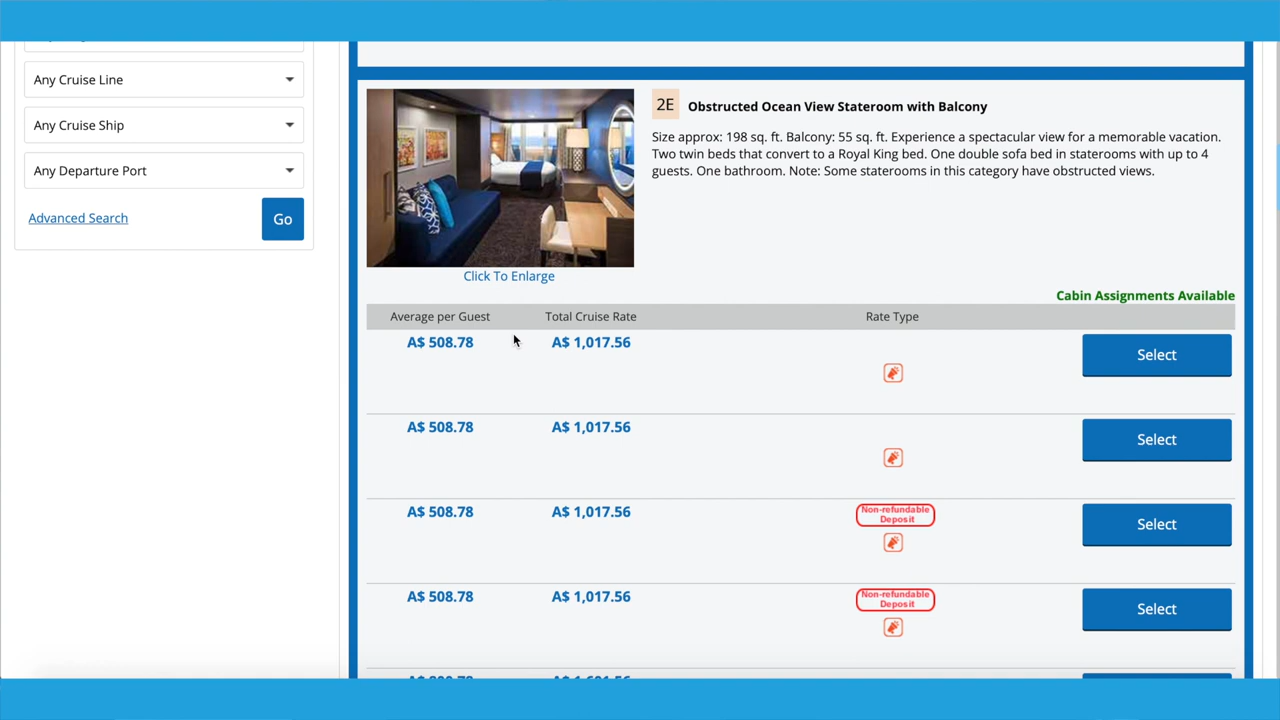 Any Cruise Line
Any Cruise Ship
Any Departure Port
Advanced Search
Go
2E
Obstructed Ocean View Stateroom with Balcony
Size approx: 198 sq. ft. Balcony: 55 sq. ft. Experience a spectacular view for a memorable vacation.
Two twin beds that convert to a Royal King bed. One double sofa bed in staterooms with up to 4
guests. One bathroom. Note: Some staterooms in this category have obstructed views.
Click To Enlarge
Cabin Assignments Available
Average per Guest Total Cruise Rate Rate Type
A$ 508.78 A$ 1,017.56 Select
A$ 508.78 A$ 1,017.56 Select
A$ 508.78 A$ 1,017.56 Non-refundable
Deposit
Select
A$ 508.78 A$ 1,017.56 Non-refundable
Deposit
Select